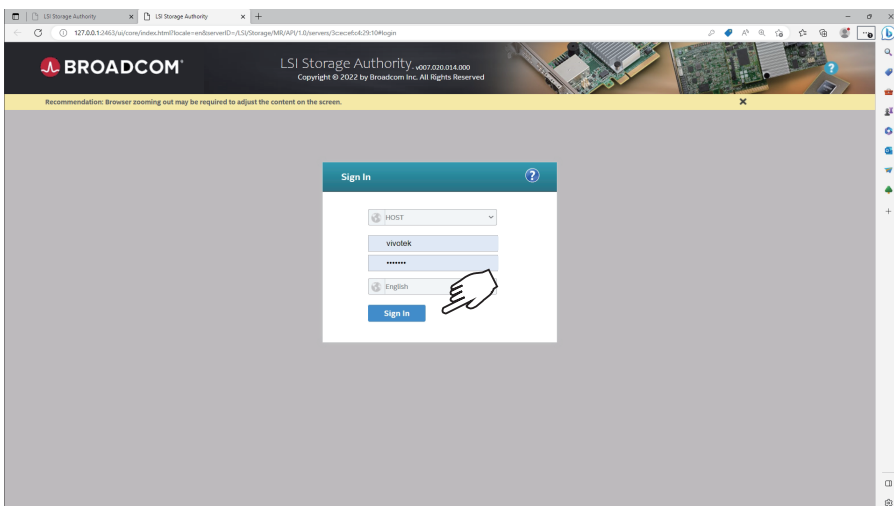 LSI Storage Authority
LSI Storage Authority
127.0.0.1:2463/ui/core/index.html?locale=en&serverID=/LSI/Storage/MR/API/1.0/servers/3cecef:c4:29:10#login
BROADCOM®
LSI Storage Authority - v007.020.014.000
Copyright © 2022 by Broadcom Inc. All Rights Reserved
Recommendation: Browser zooming out may be required to adjust the content on the screen.
Sign In
HOST
vivotek
•••••••
English
Sign In